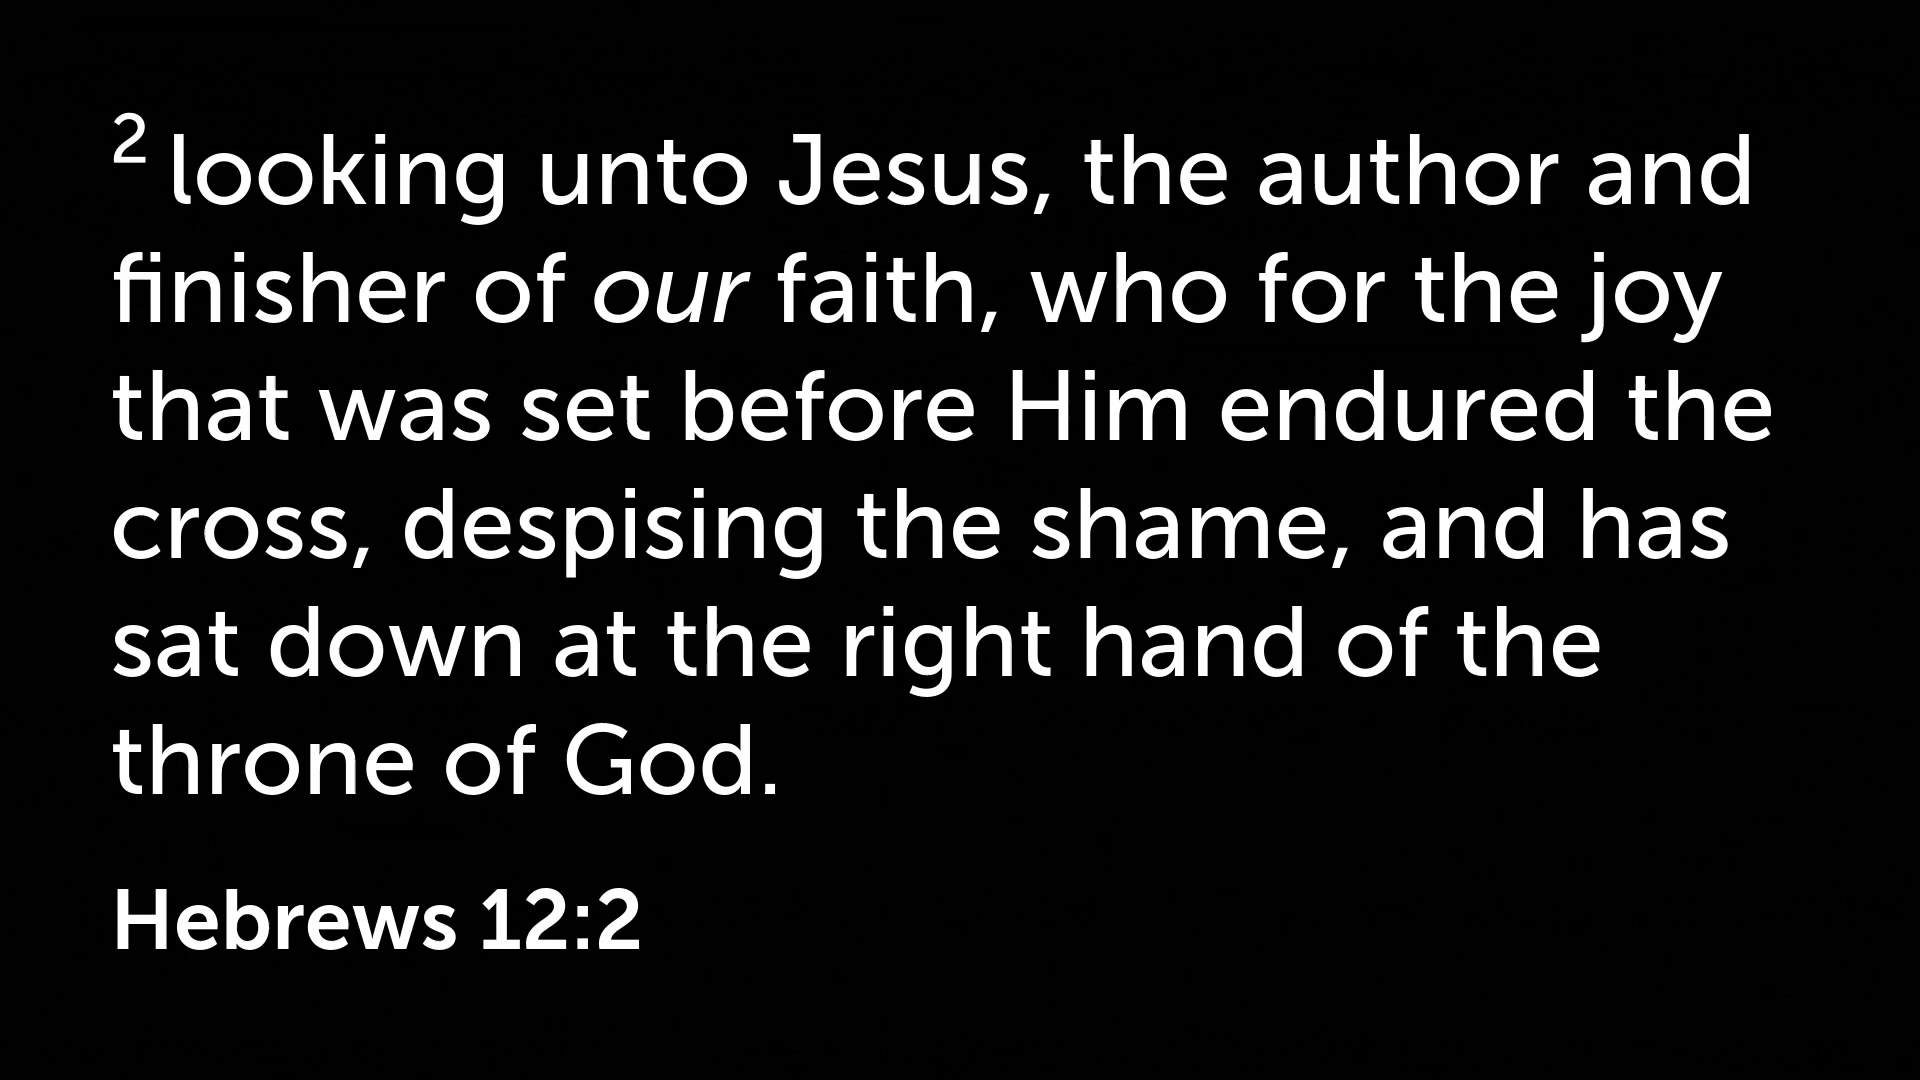 2 looking unto Jesus, the author and
finisher of our faith, who for the joy
that was set before Him endured the
cross, despising the shame, and has
sat down at the right hand of the
throne of God.
Hebrews 12:2